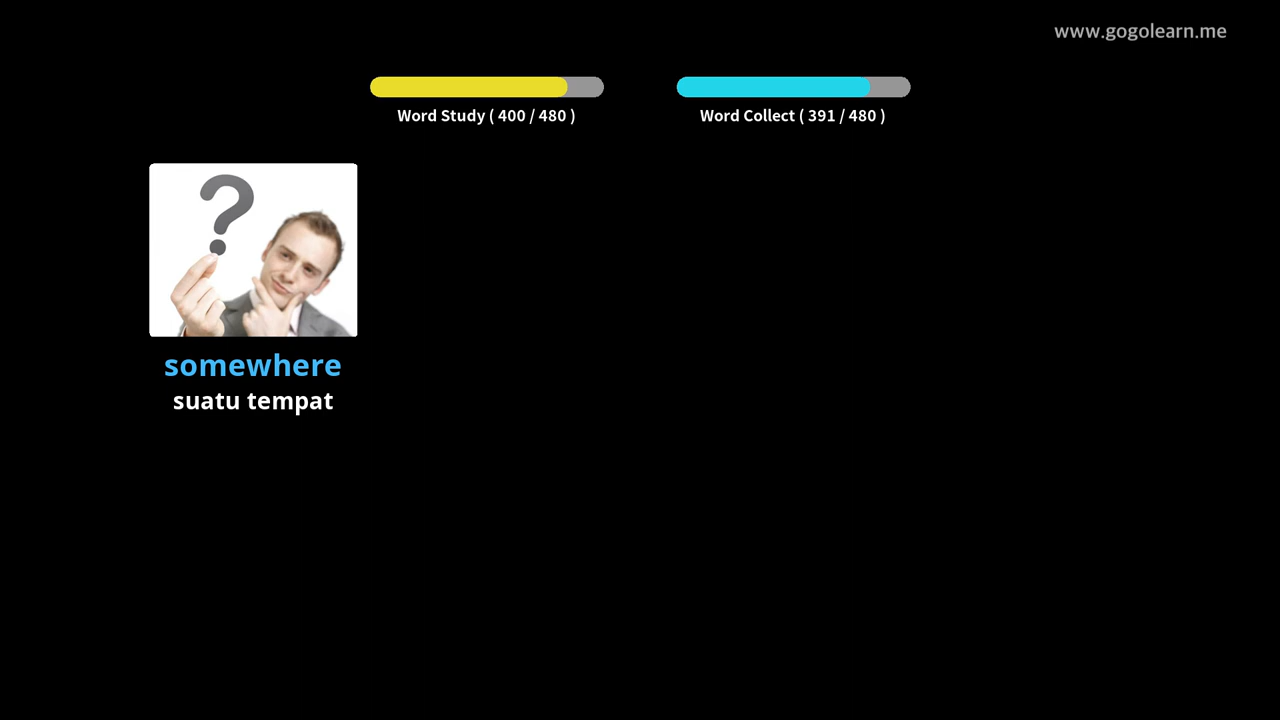 www.gogolearn.me
Word Study ( 400 / 480 )
Word Collect ( 391 / 480 )
?
somewhere
suatu tempat